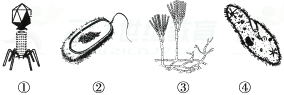 ① ② ③ ④